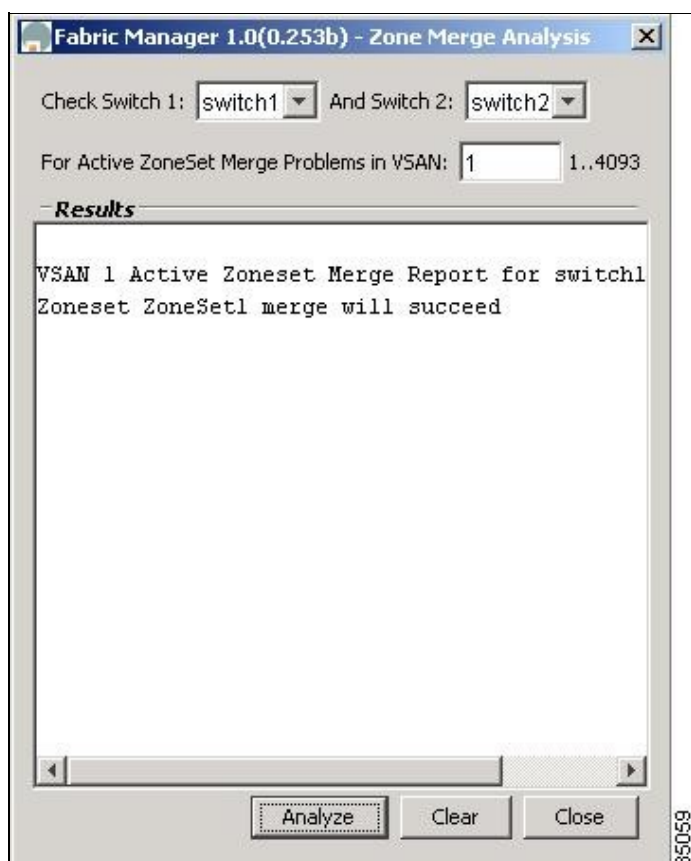 Fabric Manager 1.0(0.253b) - Zone Merge Analysis
Check Switch 1: switch1 And Switch 2: switch2
For Active ZoneSet Merge Problems in VSAN: 1 1..4093
Results
VSAN 1 Active Zoneset Merge Report for switch1
Zoneset ZoneSet1 merge will succeed
Analyze Clear Close